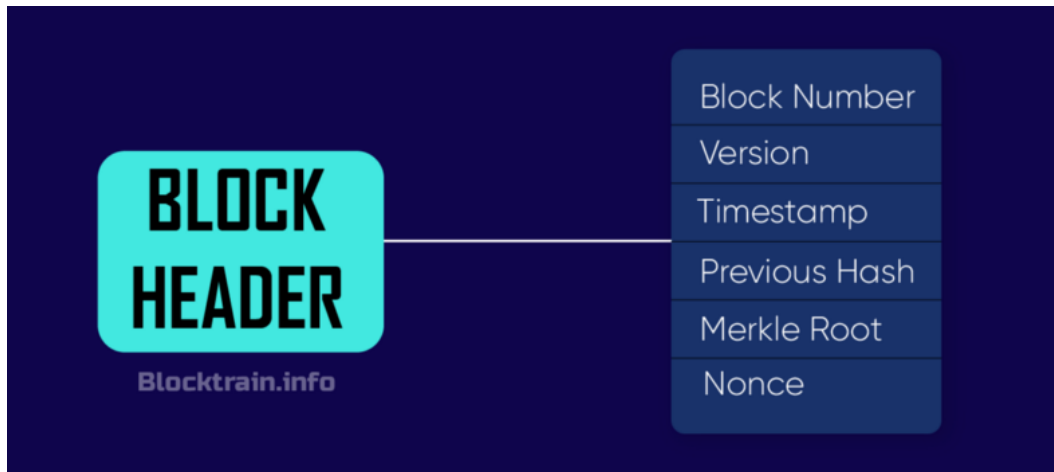 BLOCK
HEADER
Blocktrain.info
Block Number
Version
Timestamp
Previous Hash
Merkle Root
Nonce